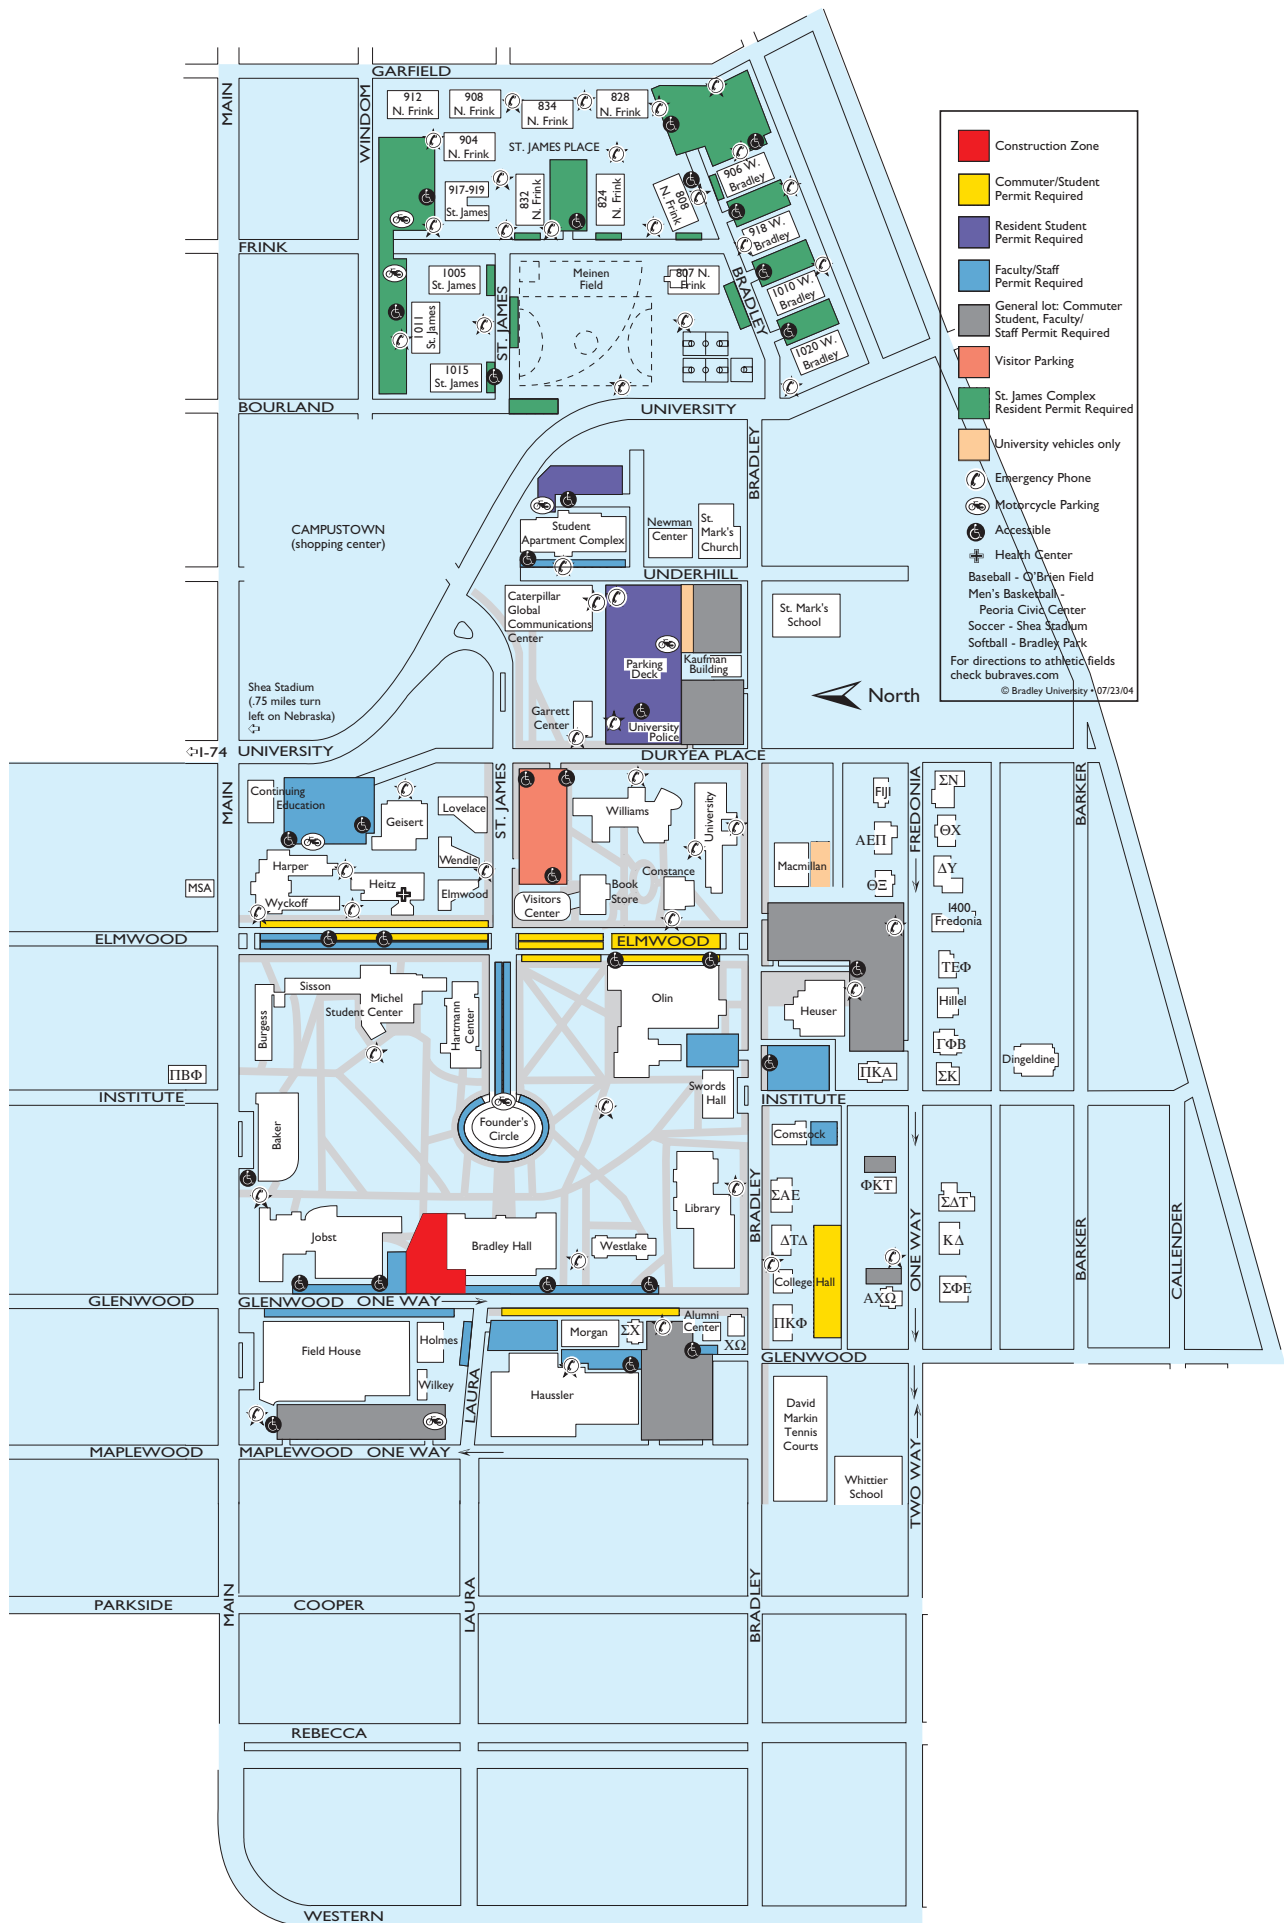 GARFIELD
MAIN
WINDOM
912
N. Frink
908
N. Frink
834
N. Frink
828
N. Frink
904
N. Frink
ST. JAMES PLACE
917-919
St. James
832
N. Frink
824
N. Frink
808
N. Frink
906 W.
Bradley
918 W.
Bradley
1010 W.
Bradley
1020 W.
Bradley
FRINK
1005
St. James
Meinen
Field
807 N.
Frink
BRADLEY
1011
St. James
ST. JAMES
1015
St. James
BOURLAND
UNIVERSITY
BRADLEY
Construction Zone
Commuter/Student
Permit Required
Resident Student
Permit Required
Faculty/Staff
Permit Required
General lot: Commuter
Student, Faculty/
Staff Permit Required
Visitor Parking
St. James Complex
Resident Permit Required
University vehicles only
Emergency Phone
Motorcycle Parking
Accessible
Health Center
Baseball - O'Brien Field
Men's Basketball -
Peoria Civic Center
Soccer - Shea Stadium
Softball - Bradley Park
For directions to athletic fields
check bubraves.com
© Bradley University • 07/23/04
CAMPUSTOWN
(shopping center)
Student
Apartment Complex
Newman
Center
St.
Mark's
Church
UNDERHILL
Caterpillar
Global
Communications
Center
St. Mark's
School
Parking
Deck
Kaufman
Building
North
Shea Stadium
(.75 miles turn
left on Nebraska)
Garrett
Center
University
Police
I-74
UNIVERSITY
DURYEA PLACE
MAIN
Continuing
Education
Geisert
Lovelace
ST. JAMES
Williams
University
FIJI
FREDONIA
ΣΝ
BARKER
ΑΕΠ
ΘΧ
Harper
Wendle
Constance
Macmillan
ΔΥ
MSA
Heitz
Elmwood
Book
Store
ΘΞ
Wyckoff
Visitors
Center
1400
Fredonia
ELMWOOD
ELMWOOD
Sisson
Michel
Student Center
Burgess
Hartmann
Center
Olin
Heuser
ΤΕΦ
Hillel
ΓΦΒ
Dingeldine
ΠΒΦ
ΠΚΑ
ΣΚ
Swords
Hall
INSTITUTE
INSTITUTE
Baker
Founder's
Circle
Comstock
ΦΚΤ
ΣΑΕ
ΣΔΤ
Library
BRADLEY
Jobst
Bradley Hall
Westlake
ΔΤΔ
ΚΔ
ONE WAY
BARKER
CALLENDER
College Hall
ΑΧΩ
ΣΦΕ
GLENWOOD
GLENWOOD ONE WAY
ΠΚΦ
Field House
Holmes
Morgan
ΣΧ
Alumni
Center
ΧΩ
GLENWOOD
Wilkey
LAURA
Haussler
David
Markin
Tennis
Courts
MAPLEWOOD
MAPLEWOOD ONE WAY
Whittier
School
TWO WAY
PARKSIDE
MAIN
COOPER
LAURA
BRADLEY
REBECCA
WESTERN